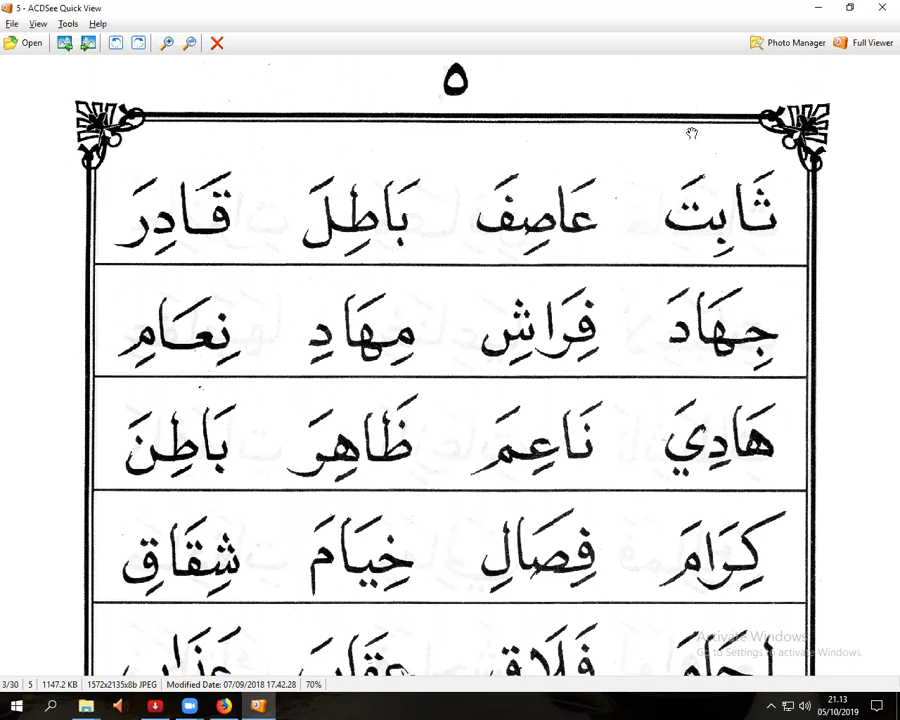 5 - ACDSee Quick View
File View Tools Help
Open Photo Manager Full Viewer
٥
ثَابِتَ عَاصِفَ بَاطِلَ قَادِرَ
جِهَادَ فِرَاشِ مِهَادِ نِعَامِ
هَادِيَ نَاعِمَ ظَاهِرَ بَاطِنَ
كِرَامَ فِصَالِ خِيَامَ شِقَاقِ
Activate Windows
Go to Settings to activate Windows.
3/30 5 1147.2 KB 1572x2135x8b JPEG Modified Date: 07/09/2018 17.42.28 70%
21.13
05/10/2019